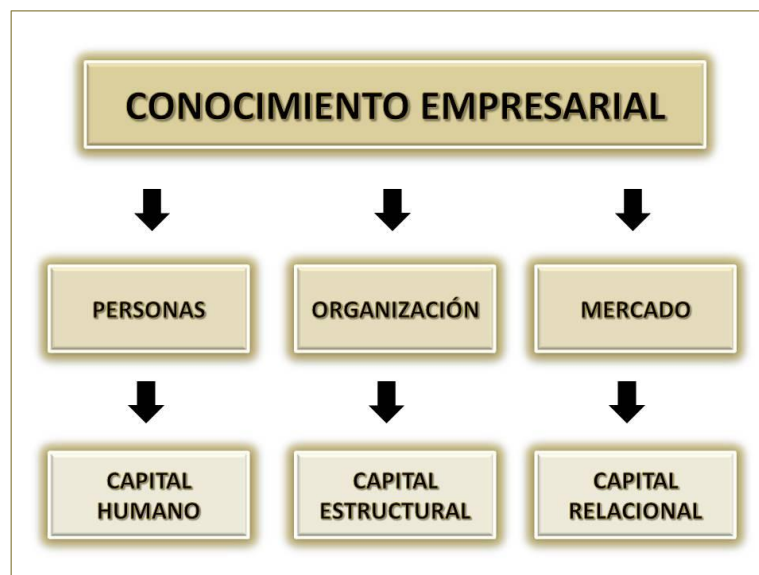 CONOCIMIENTO EMPRESARIAL
PERSONAS
ORGANIZACIÓN
MERCADO
CAPITAL
HUMANO
CAPITAL
ESTRUCTURAL
CAPITAL
RELACIONAL